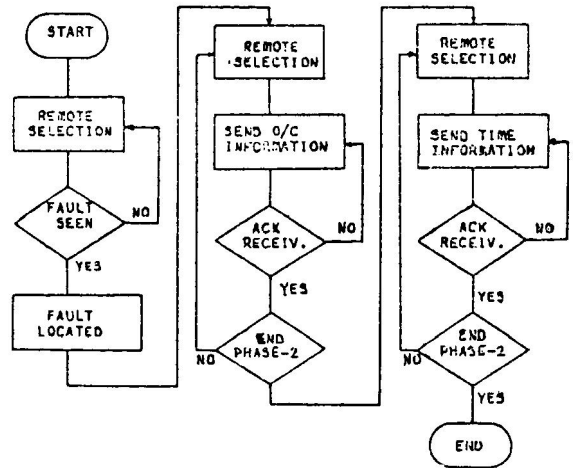 START
REMOTE
SELECTION
FAULT
SEEN
NO
YES
FAULT
LOCATED
REMOTE
SELECTION
SEND O/C
INFORMATION
ACK
RECEIV.
NO
YES
END
PHASE-2
NO
REMOTE
SELECTION
SEND TIME
INFORMATION
ACK
RECEIV.
NO
YES
END
PHASE-2
NO
YES
END